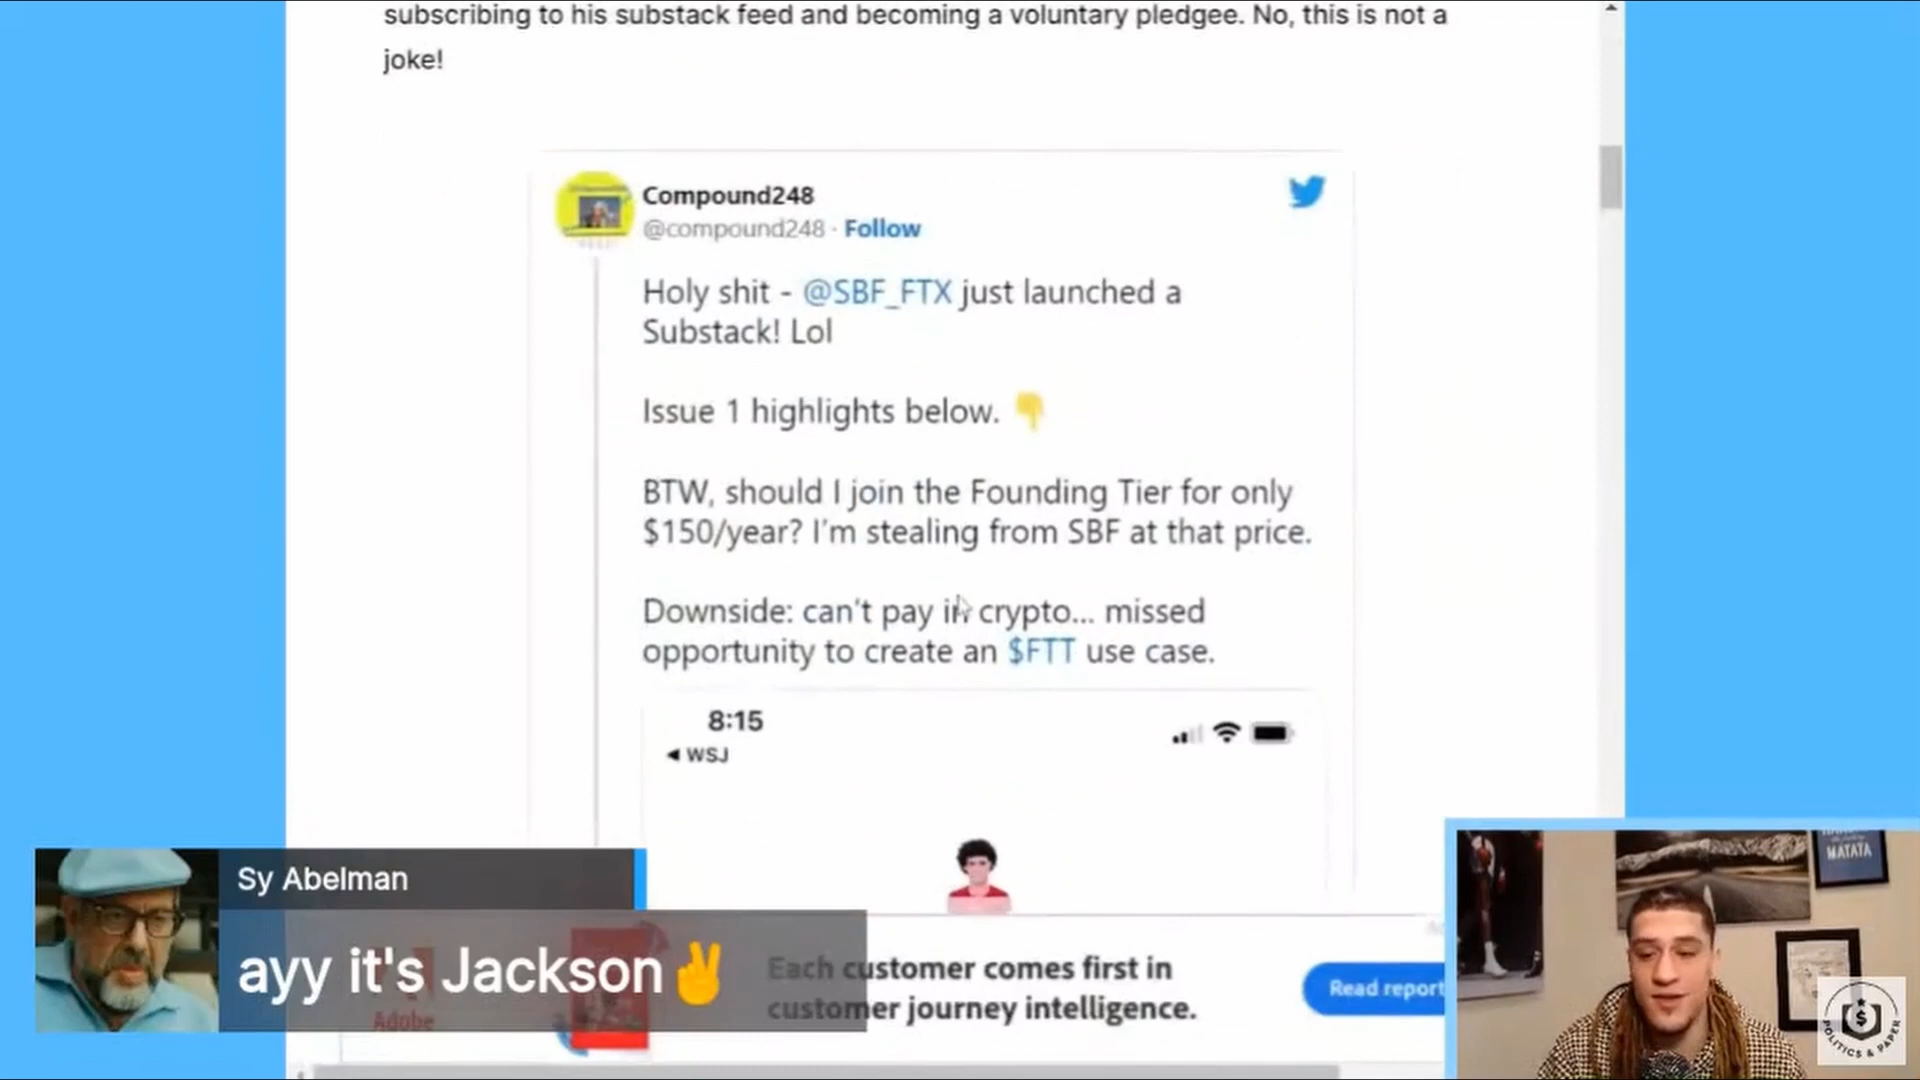 subscribing to his substack feed and becoming a voluntary pledgee. No, this is not a
joke!
Compound248
@compound248 · Follow
Holy shit - @SBF_FTX just launched a
Substack! Lol
Issue 1 highlights below. 👇
BTW, should I join the Founding Tier for only
$150/year? I'm stealing from SBF at that price.
Downside: can't pay in crypto... missed
opportunity to create an $FTT use case.
8:15
◄ WSJ
Sy Abelman
ayy it's Jackson✌
Adobe
Each customer comes first in
customer journey intelligence.
Read report
MATATA
POLITICS & PAPER